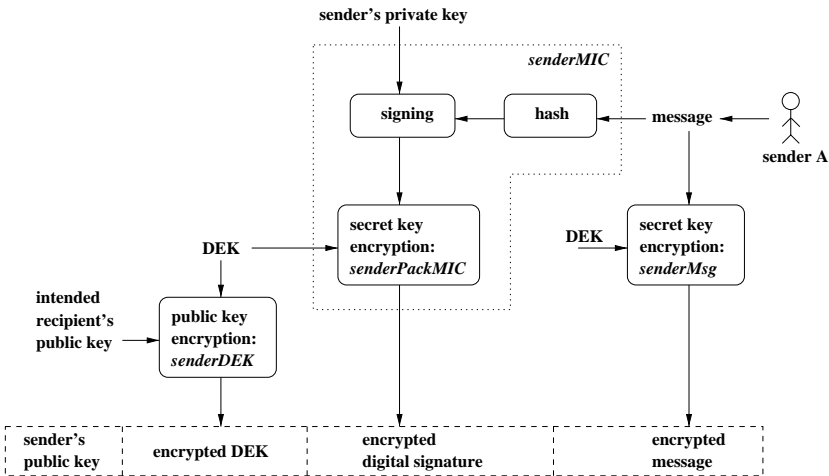 sender's private key
senderMIC
signing
hash
message
sender A
secret key
encryption:
senderPackMIC
secret key
encryption:
senderMsg
DEK
DEK
intended
recipient's
public key
public key
encryption:
senderDEK
sender's
public key
encrypted DEK
encrypted
digital signature
encrypted
message